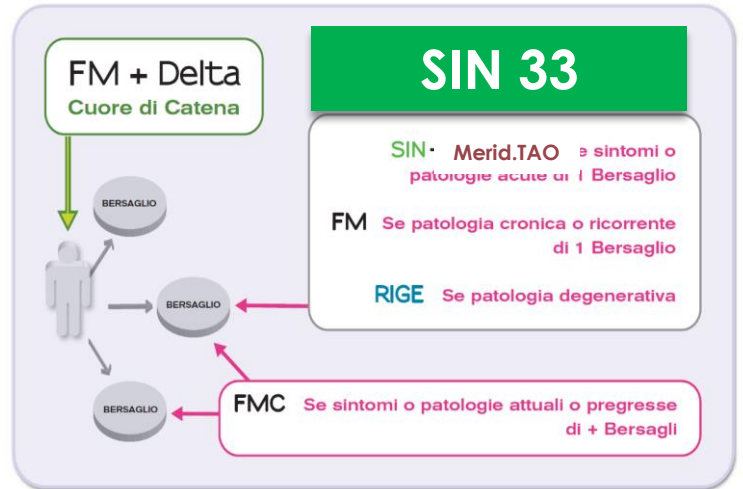 FM + Delta
Cuore di Catena
SIN 33
SIN· Merid.TAO e sintomi o
patologie acute di 1 Bersaglio
FM Se patologia cronica o ricorrente
di 1 Bersaglio
RIGE Se patologia degenerativa
BERSAGLIO
BERSAGLIO
BERSAGLIO
FMC Se sintomi o patologie attuali o pregresse
di + Bersagli